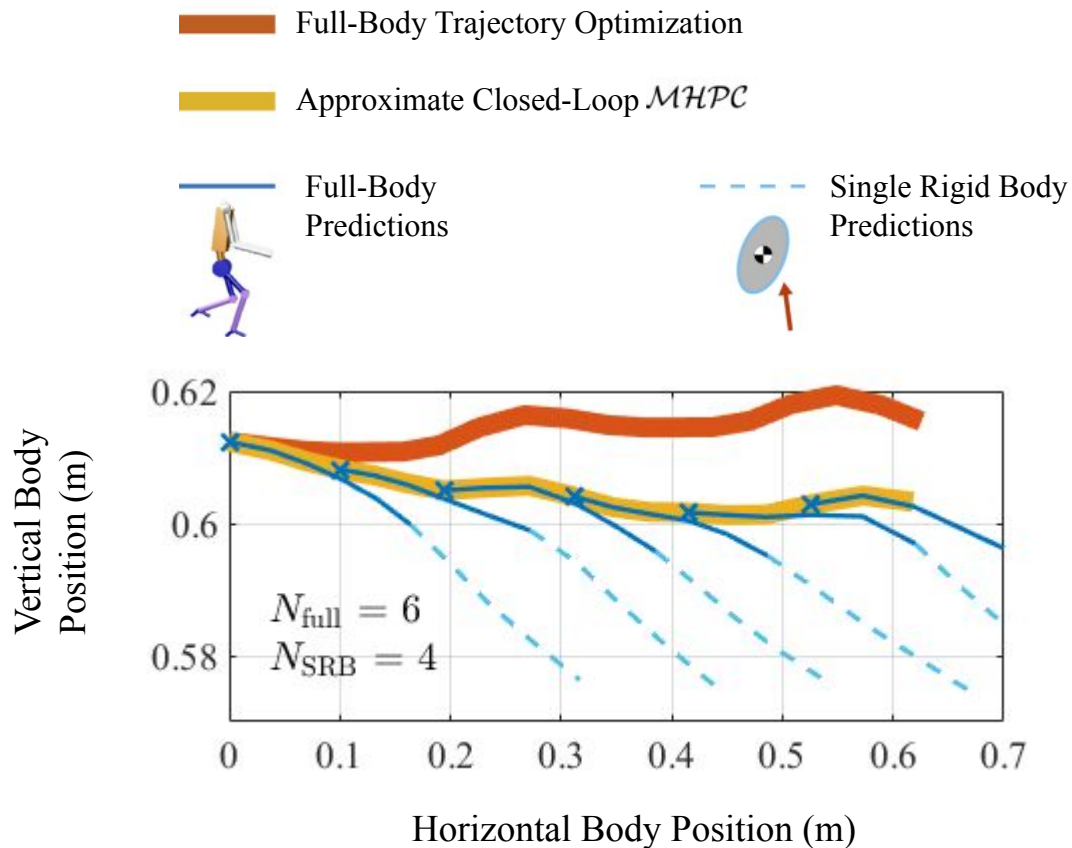 Full-Body Trajectory Optimization
Approximate Closed-Loop MHPC
Full-Body
Predictions
Single Rigid Body
Predictions
Vertical Body
Position (m)
0.62
0.6
0.58
N_full = 6
N_SRB = 4
0 0.1 0.2 0.3 0.4 0.5 0.6 0.7
Horizontal Body Position (m)